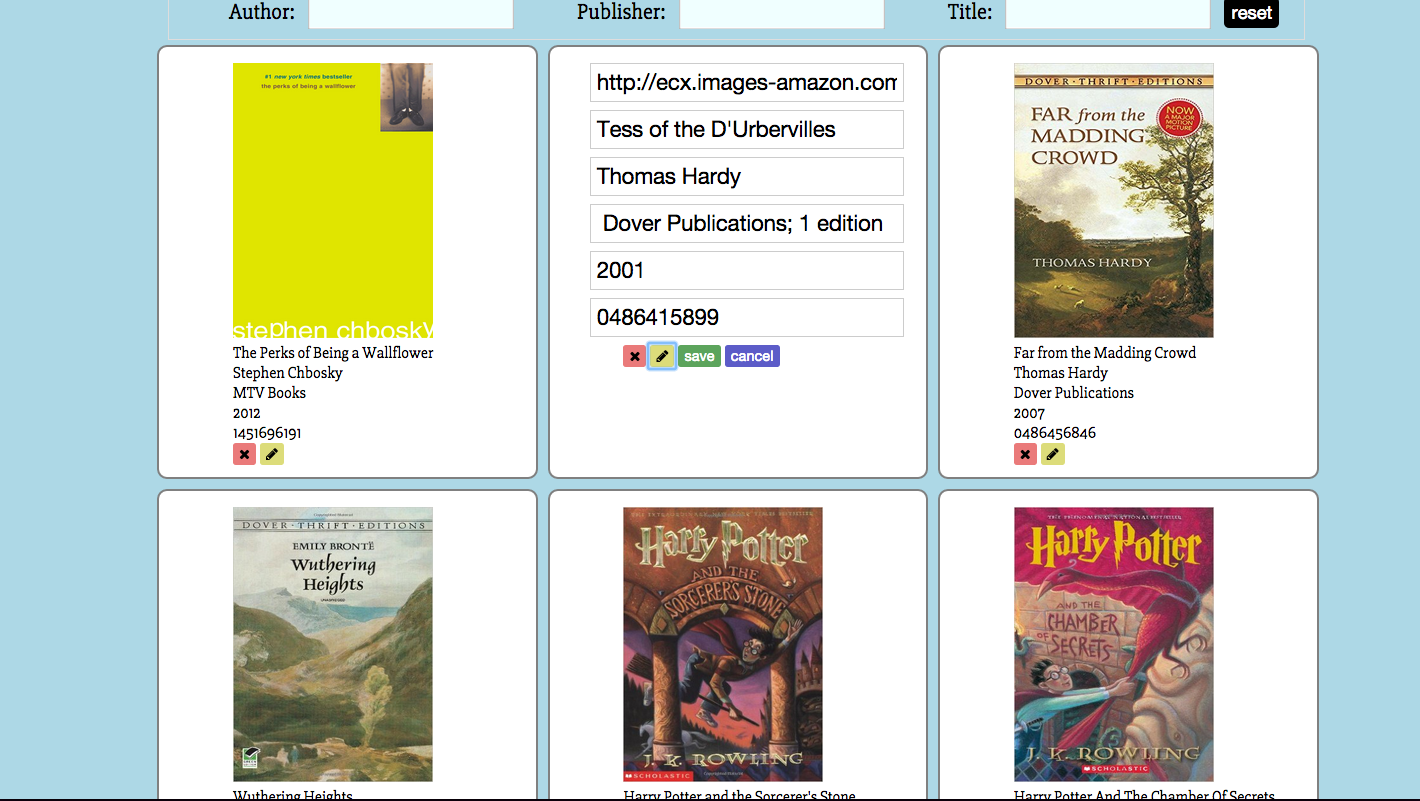 Author:
Publisher:
Title:
reset
#1 new york times bestseller
the perks of being a wallflower
stephen chbosky
The Perks of Being a Wallflower
Stephen Chbosky
MTV Books
2012
1451696191
http://ecx.images-amazon.com
Tess of the D'Urbervilles
Thomas Hardy
Dover Publications; 1 edition
2001
0486415899
save
cancel
DOVER · THRIFT · EDITIONS
FAR from the
MADDING
CROWD
NOW
A MAJOR
MOTION
PICTURE
THOMAS HARDY
Far from the Madding Crowd
Thomas Hardy
Dover Publications
2007
0486456846
DOVER · THRIFT · EDITIONS
EMILY BRONTË
Wuthering
Heights
UNABRIDGED
Wuthering Heights
Harry Potter
AND THE
SORCERER'S STONE
J. K. ROWLING
SCHOLASTIC
Harry Potter and the Sorcerer's Stone
THE PHENOMENAL NATIONAL BESTSELLER
Harry Potter
AND THE
CHAMBER
OF SECRETS
J. K. ROWLING
SCHOLASTIC
Harry Potter And The Chamber Of Secrets